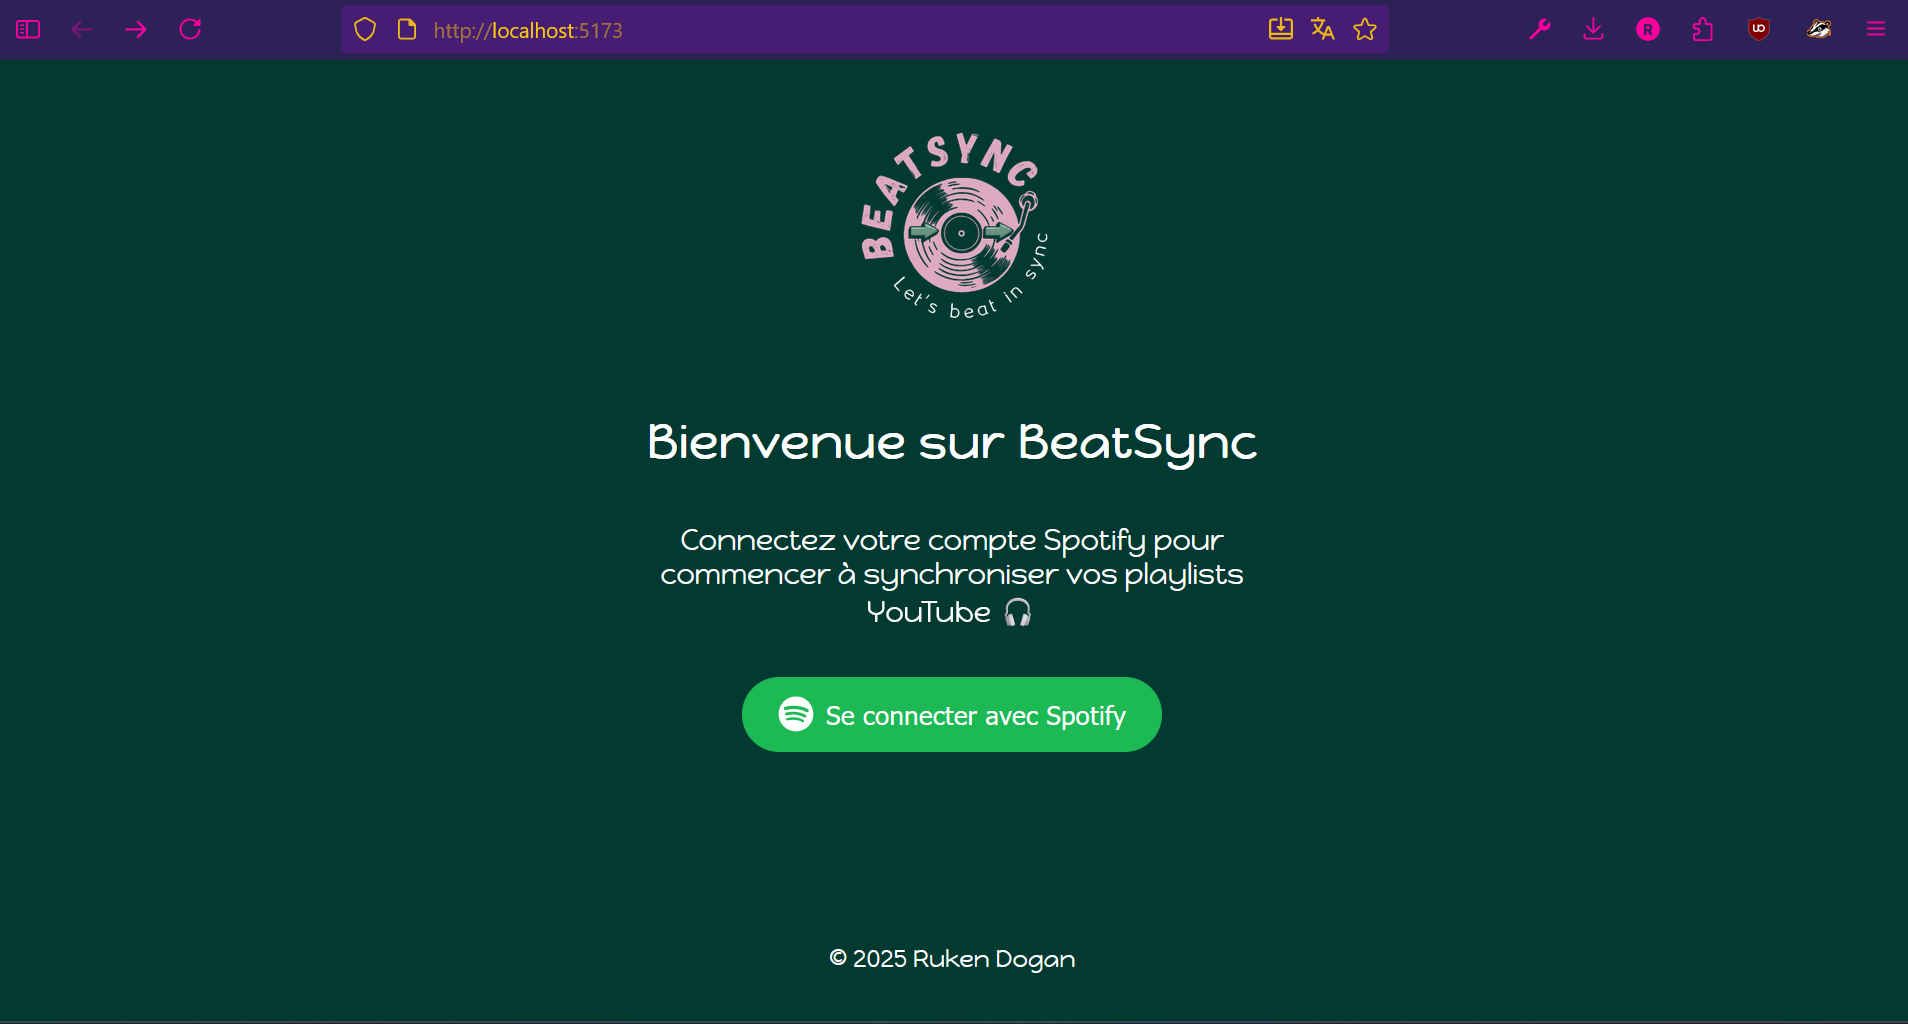 http://localhost:5173
R
uo
BEATSYNC
Let's beat in sync
Bienvenue sur BeatSync
Connectez votre compte Spotify pour
commencer à synchroniser vos playlists
YouTube 🎧
Se connecter avec Spotify
© 2025 Ruken Dogan